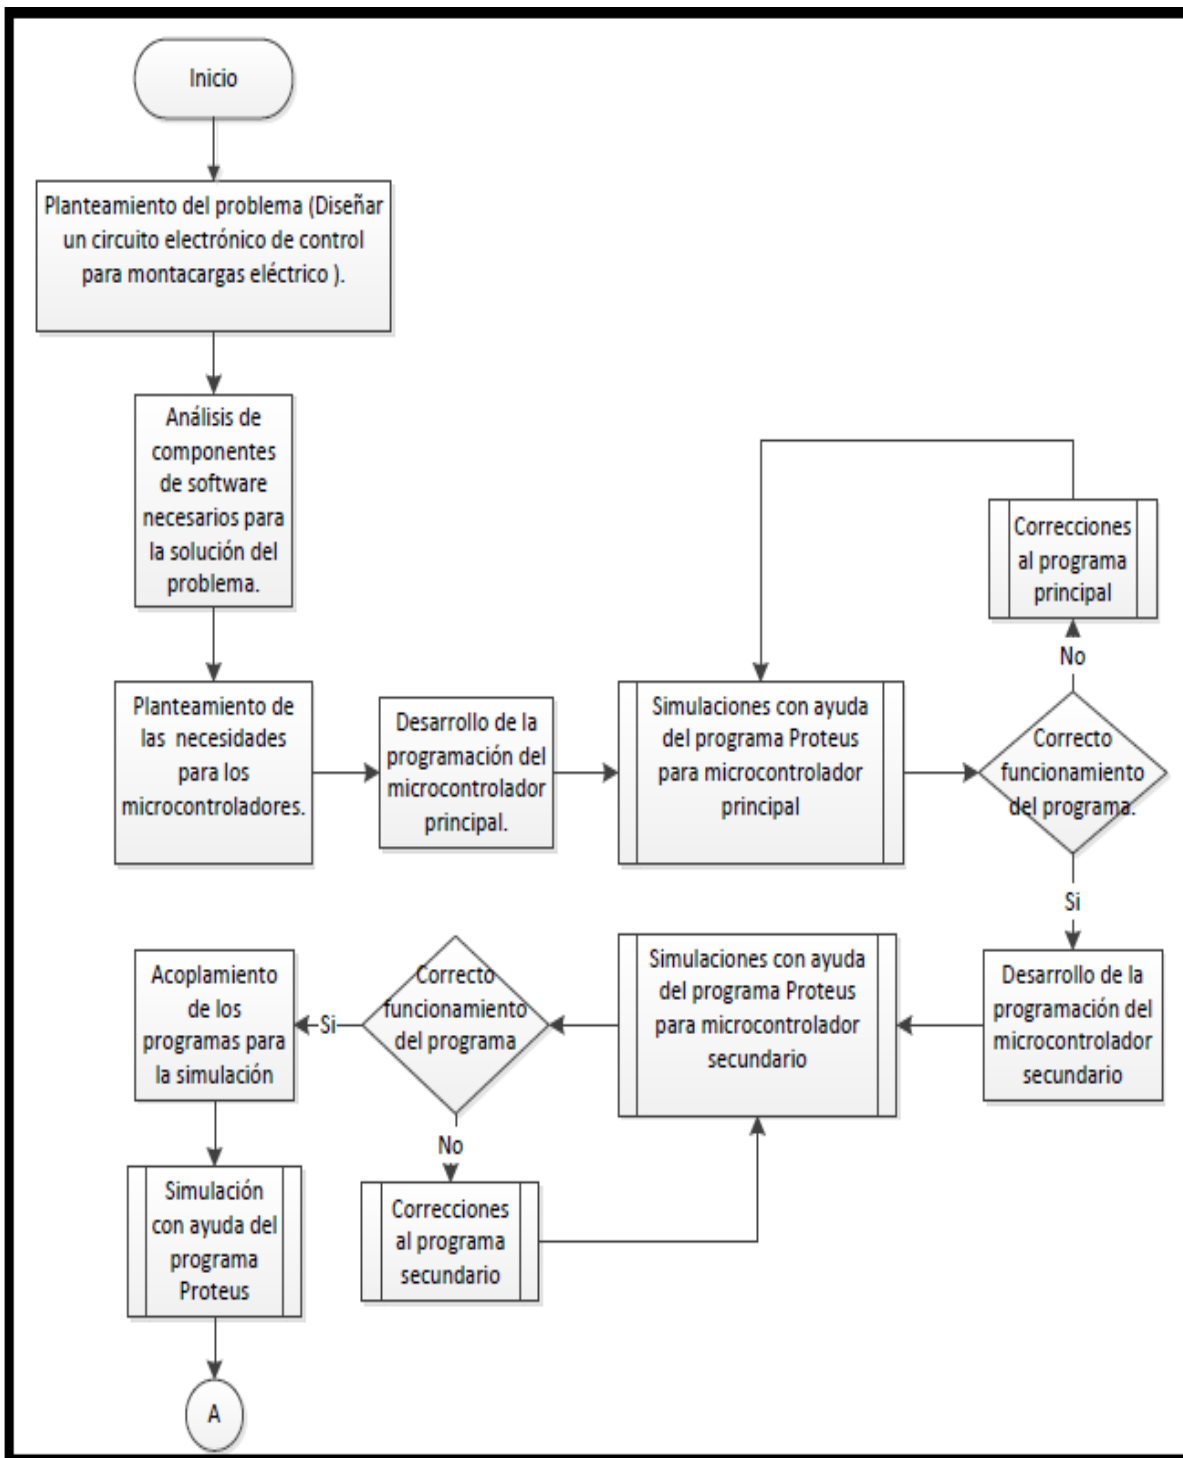 Inicio
Planteamiento del problema (Diseñar
un circuito electrónico de control
para montacargas eléctrico ).
Análisis de
componentes
de software
necesarios para
la solución del
problema.
Planteamiento de
las necesidades
para los
microcontroladores.
Desarrollo de la
programación del
microcontrolador
principal.
Simulaciones con ayuda
del programa Proteus
para microcontrolador
principal
Correcto
funcionamiento
del programa.
No
Correcciones
al programa
principal
Si
Desarrollo de la
programación del
microcontrolador
secundario
Simulaciones con ayuda
del programa Proteus
para microcontrolador
secundario
Correcto
funcionamiento
del programa
No
Correcciones
al programa
secundario
Si
Acoplamiento
de los
programas para
la simulación
Simulación
con ayuda del
programa
Proteus
A